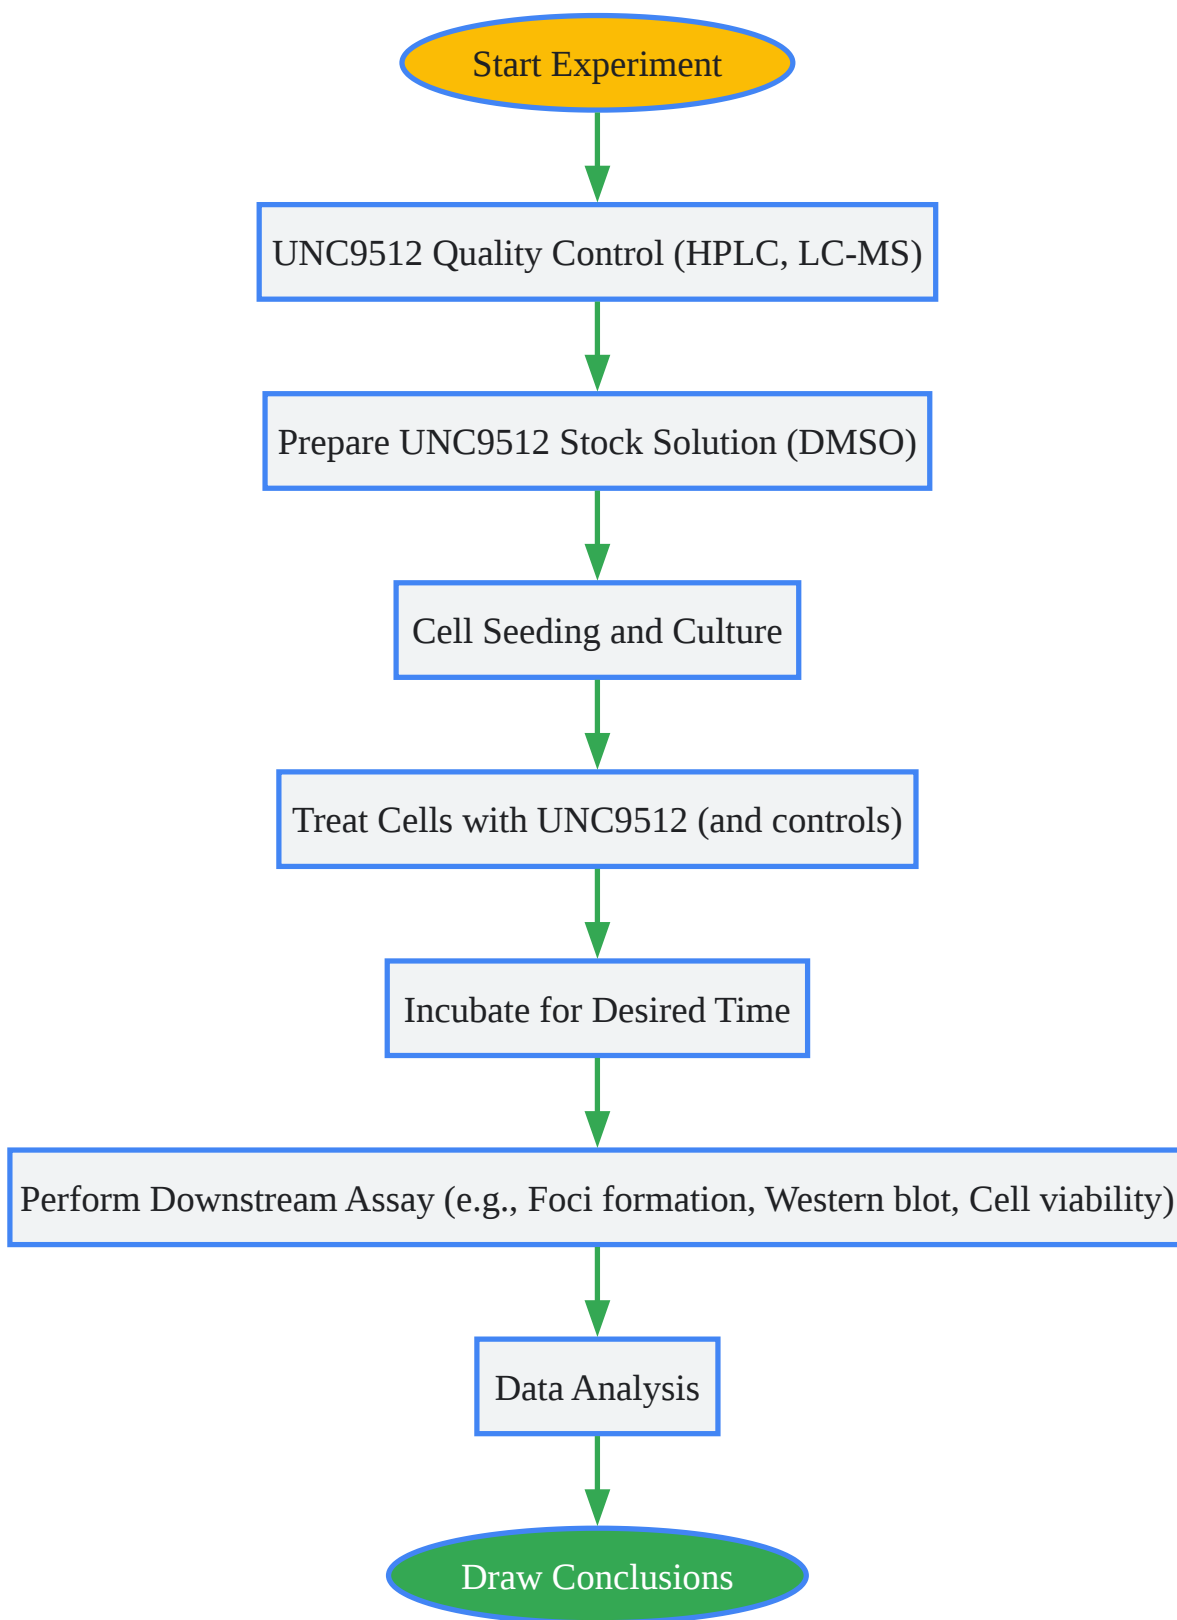 Start Experiment
UNC9512 Quality Control (HPLC, LC-MS)
Prepare UNC9512 Stock Solution (DMSO)
Cell Seeding and Culture
Treat Cells with UNC9512 (and controls)
Incubate for Desired Time
Perform Downstream Assay (e.g., Foci formation, Western blot, Cell viability)
Data Analysis
Draw Conclusions